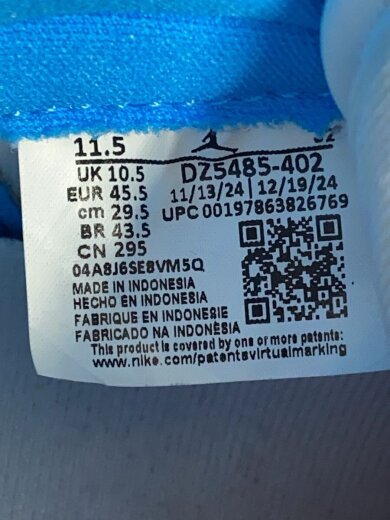 11.5
UK 10.5
EUR 45.5
cm 29.5
BR 43.5
CN 295
DZ5485-402
11/13/24 | 12/19/24
UPC 00197863826769
04A8J6SE8VM5Q
MADE IN INDONESIA
HECHO EN INDONESIA
FABRIQUE EN INDONESIE
FABRICADO NA INDONÉSIA
This product is covered by one or more patents:
www.nike.com/patentsvirtualmarking